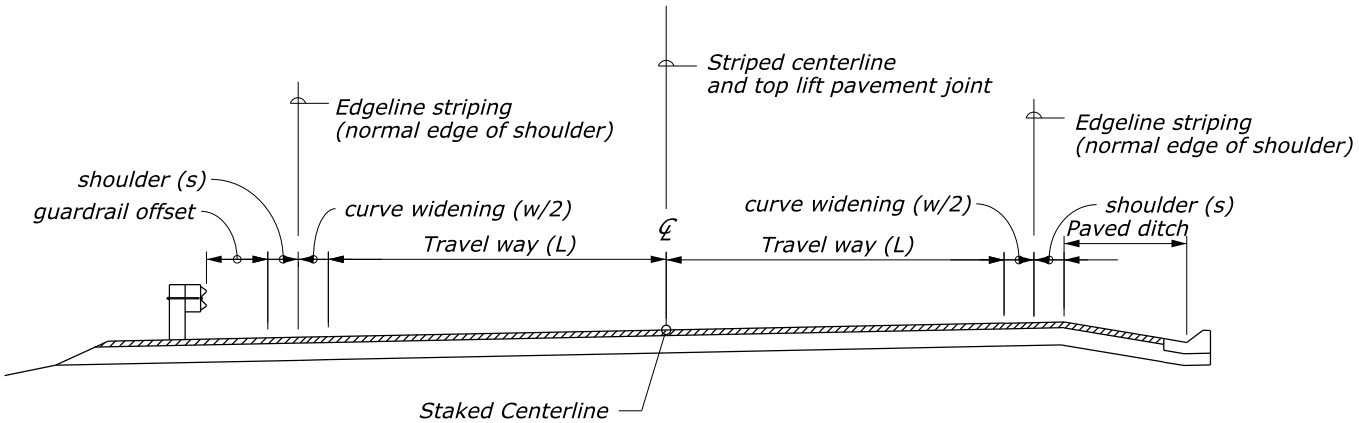 Striped centerline
and top lift pavement joint
Edgeline striping
(normal edge of shoulder)
Edgeline striping
(normal edge of shoulder)
shoulder (s)
guardrail offset
curve widening (w/2)
Travel way (L)
℄
curve widening (w/2)
Travel way (L)
shoulder (s)
Paved ditch
Staked Centerline